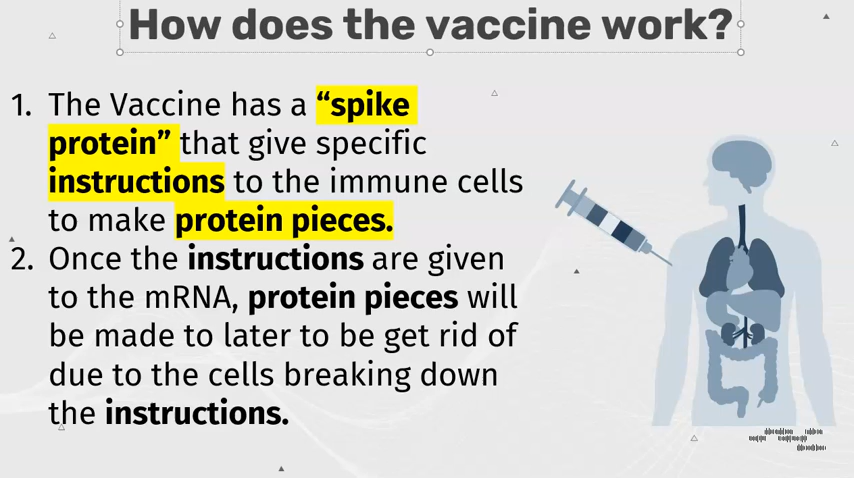 How does the vaccine work?
1. The Vaccine has a “spike
protein” that give specific
instructions to the immune cells
to make protein pieces.
2. Once the instructions are given
to the mRNA, protein pieces will
be made to later to be get rid of
due to the cells breaking down
the instructions.